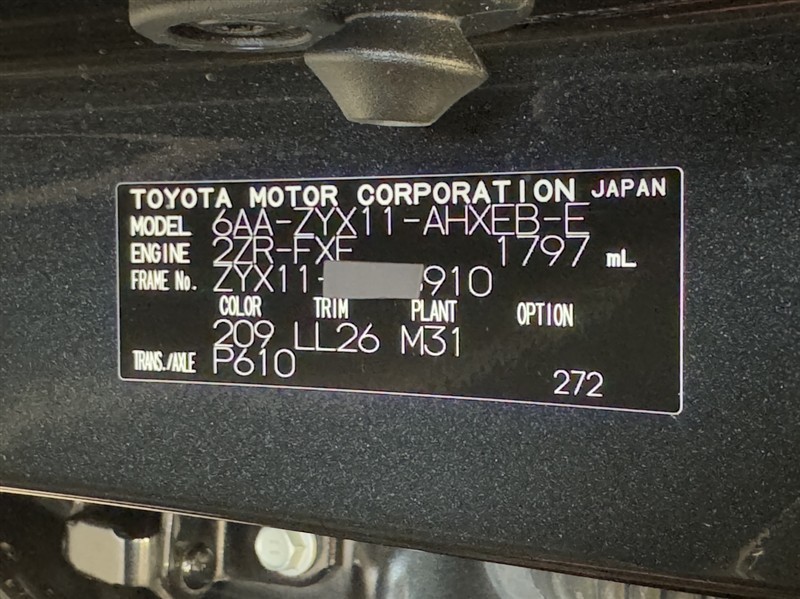 TOYOTA MOTOR CORPORATION JAPAN
MODEL 6AA-ZYX11-AHXEB-E
ENGINE 2ZR-FXE 1797 mL
FRAME No. ZYX11- 910
COLOR TRIM PLANT OPTION
209 LL26 M31
TRANS./AXLE P610
272